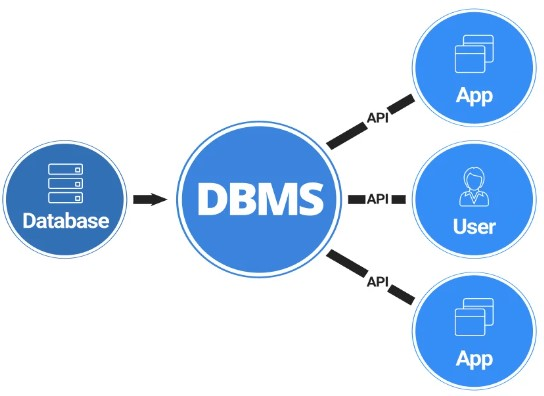 App
API
Database
DBMS
API
User
API
App